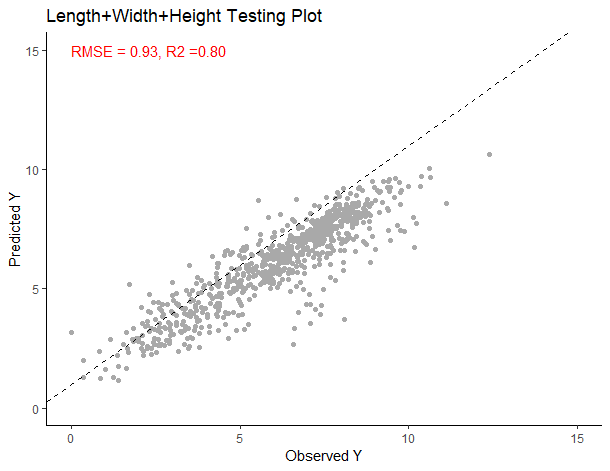 Length+Width+Height Testing Plot
RMSE = 0.93, R2 =0.80
15
10
5
0
Predicted Y
0 5 10 15
Observed Y